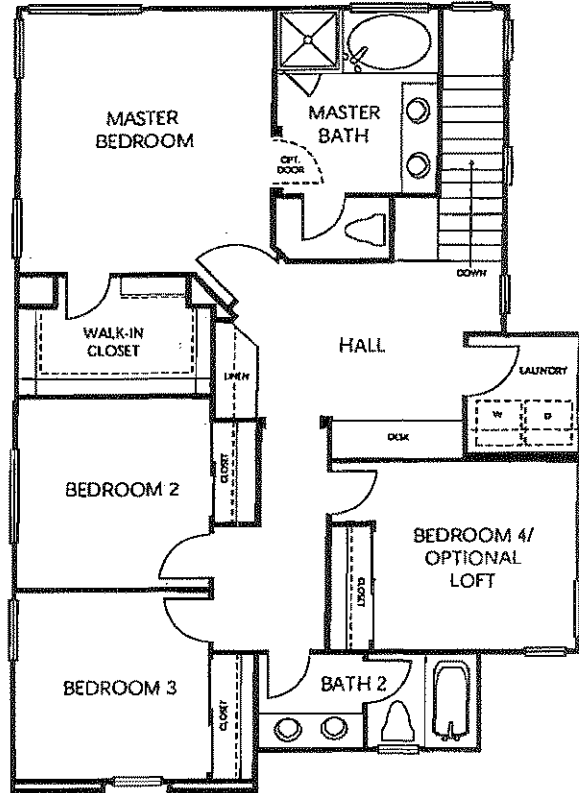 MASTER
BEDROOM
MASTER
BATH
OPT.
DOOR
DOWN
WALK-IN
CLOSET
HALL
LINEN
LAUNDRY
W
D
DESK
CLOSET
BEDROOM 2
BEDROOM 4/
OPTIONAL
LOFT
CLOSET
BEDROOM 3
CLOSET
BATH 2